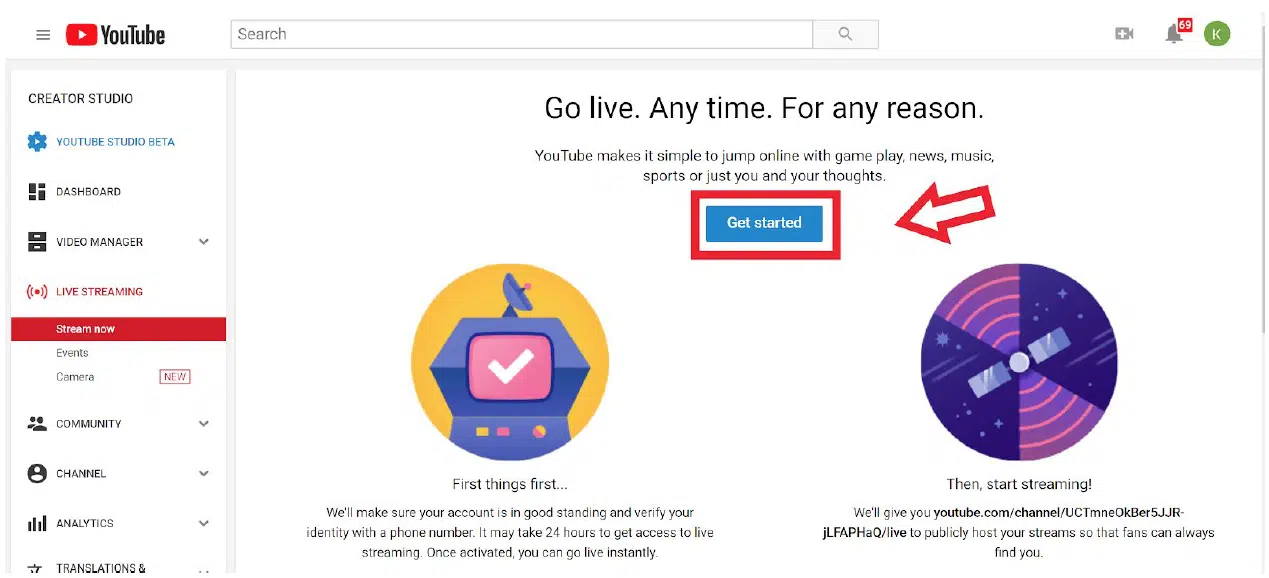 YouTube
Search
69
K
CREATOR STUDIO
YOUTUBE STUDIO BETA
DASHBOARD
VIDEO MANAGER
LIVE STREAMING
Stream now
Events
Camera NEW
COMMUNITY
CHANNEL
ANALYTICS
TRANSLATIONS &
Go live. Any time. For any reason.
YouTube makes it simple to jump online with game play, news, music,
sports or just you and your thoughts.
Get started
First things first...
We'll make sure your account is in good standing and verify your
identity with a phone number. It may take 24 hours to get access to live
streaming. Once activated, you can go live instantly.
Then, start streaming!
We'll give you youtube.com/channel/UCTmneOkBer5JJR-
jLFAPHaQ/live to publicly host your streams so that fans can always
find you.